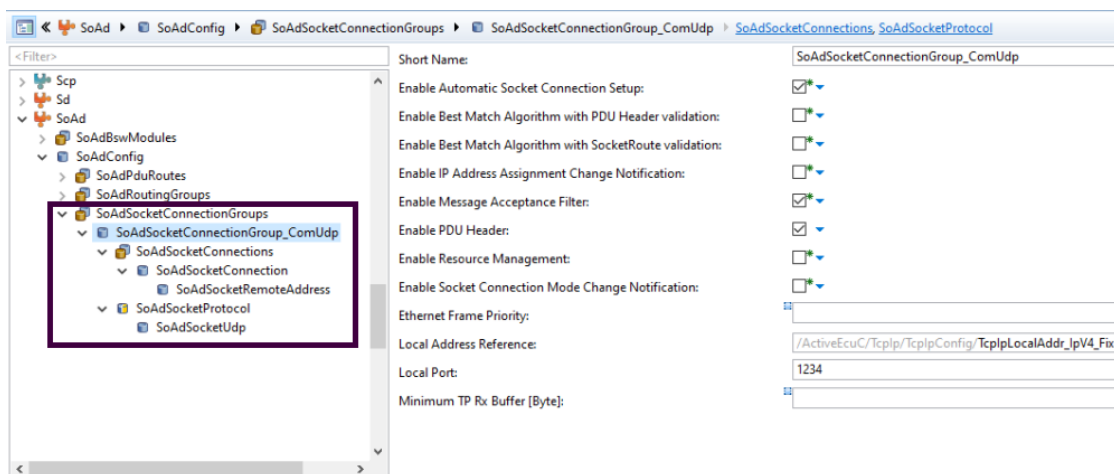 SoAd SoAdConfig SoAdSocketConnectionGroups SoAdSocketConnectionGroup_ComUdp SoAdSocketConnections, SoAdSocketProtocol
<Filter>
Scp
Sd
SoAd
SoAdBswModules
SoAdConfig
SoAdPduRoutes
SoAdRoutingGroups
SoAdSocketConnectionGroups
SoAdSocketConnectionGroup_ComUdp
SoAdSocketConnections
SoAdSocketConnection
SoAdSocketRemoteAddress
SoAdSocketProtocol
SoAdSocketUdp
Short Name: SoAdSocketConnectionGroup_ComUdp
Enable Automatic Socket Connection Setup:
Enable Best Match Algorithm with PDU Header validation:
Enable Best Match Algorithm with SocketRoute validation:
Enable IP Address Assignment Change Notification:
Enable Message Acceptance Filter:
Enable PDU Header:
Enable Resource Management:
Enable Socket Connection Mode Change Notification:
Ethernet Frame Priority:
Local Address Reference: /ActiveEcuC/TcpIp/TcpIpConfig/TcpIpLocalAddr_IpV4_Fix
Local Port: 1234
Minimum TP Rx Buffer [Byte]: